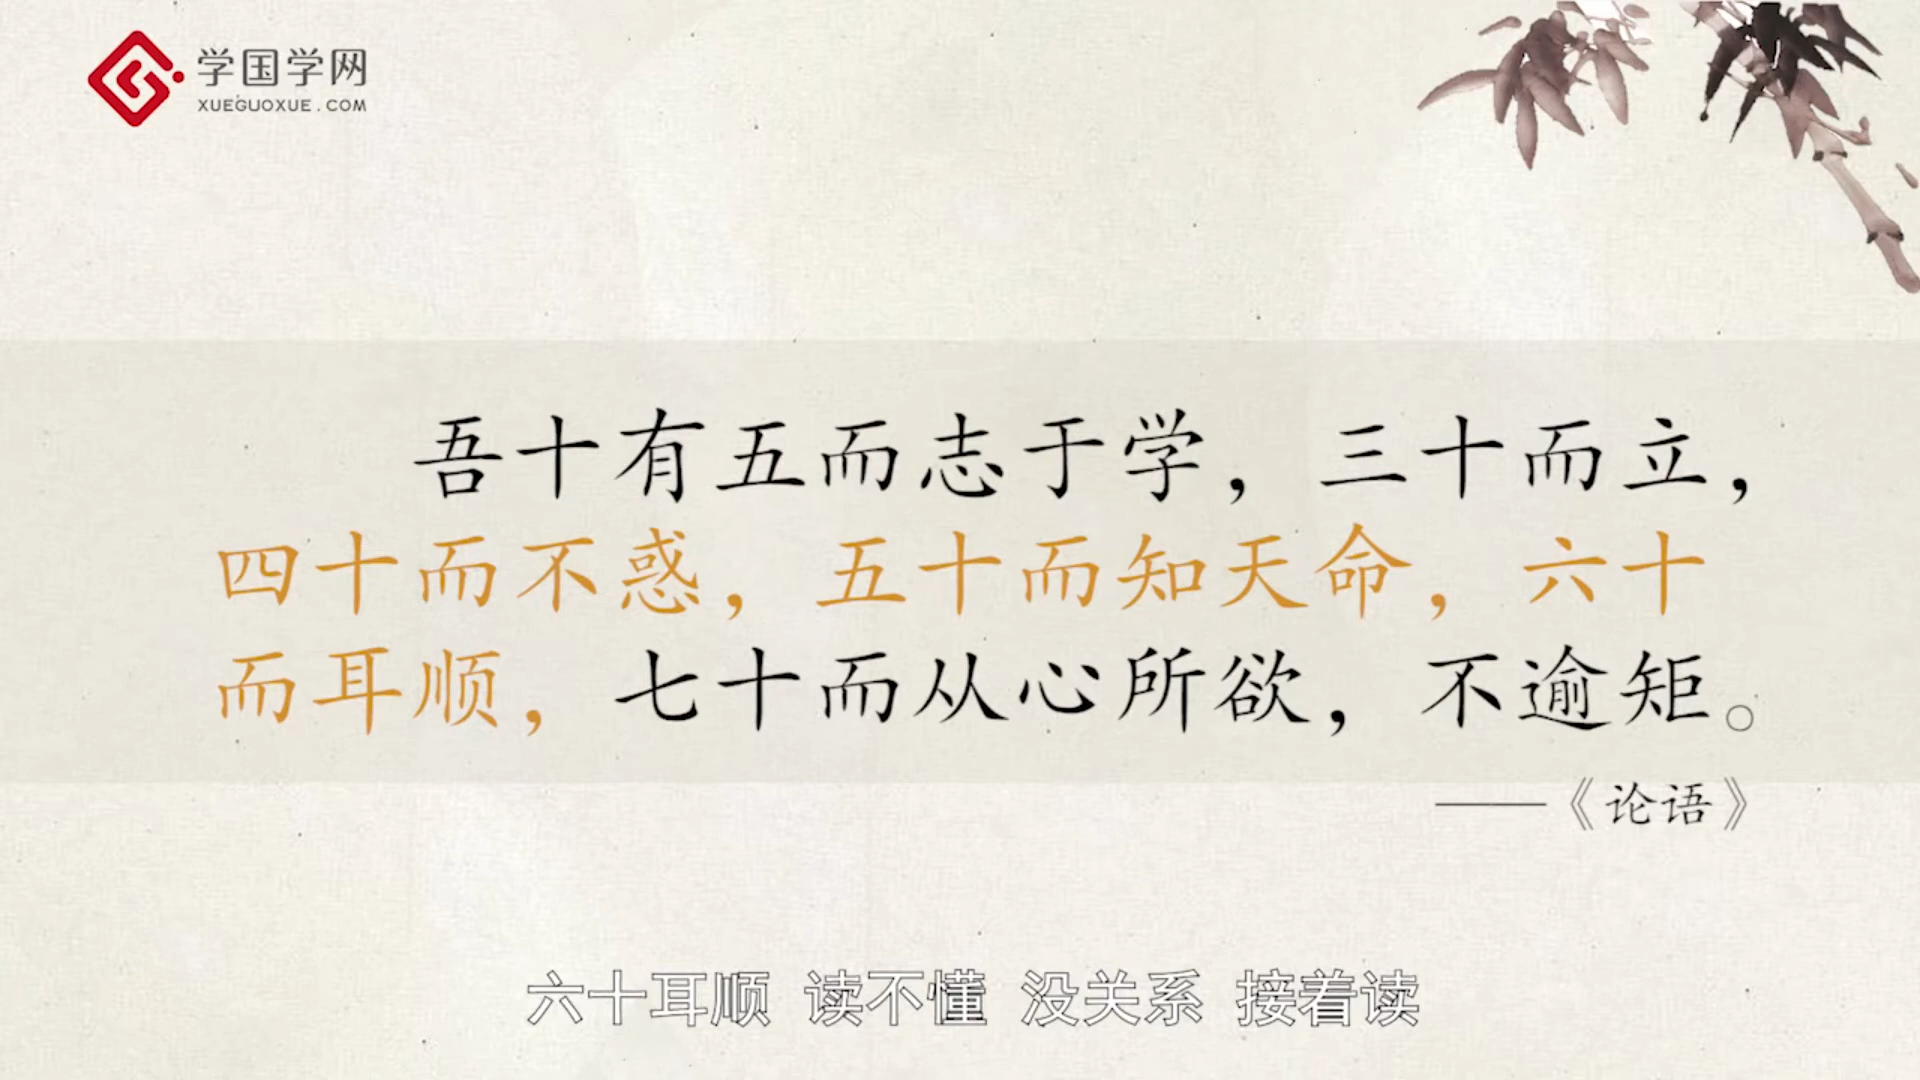 学国学网
XUEGUOXUE.COM
吾十有五而志于学，三十而立，
四十而不惑，五十而知天命，六十
而耳顺，七十而从心所欲，不逾矩。
——《论语》
六十耳顺 读不懂 没关系 接着读